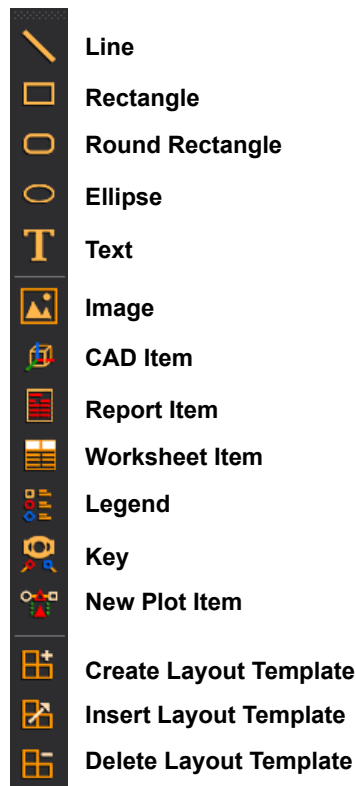 Line
Rectangle
Round Rectangle
Ellipse
T Text
Image
CAD Item
Report Item
Worksheet Item
Legend
Key
New Plot Item
Create Layout Template
Insert Layout Template
Delete Layout Template